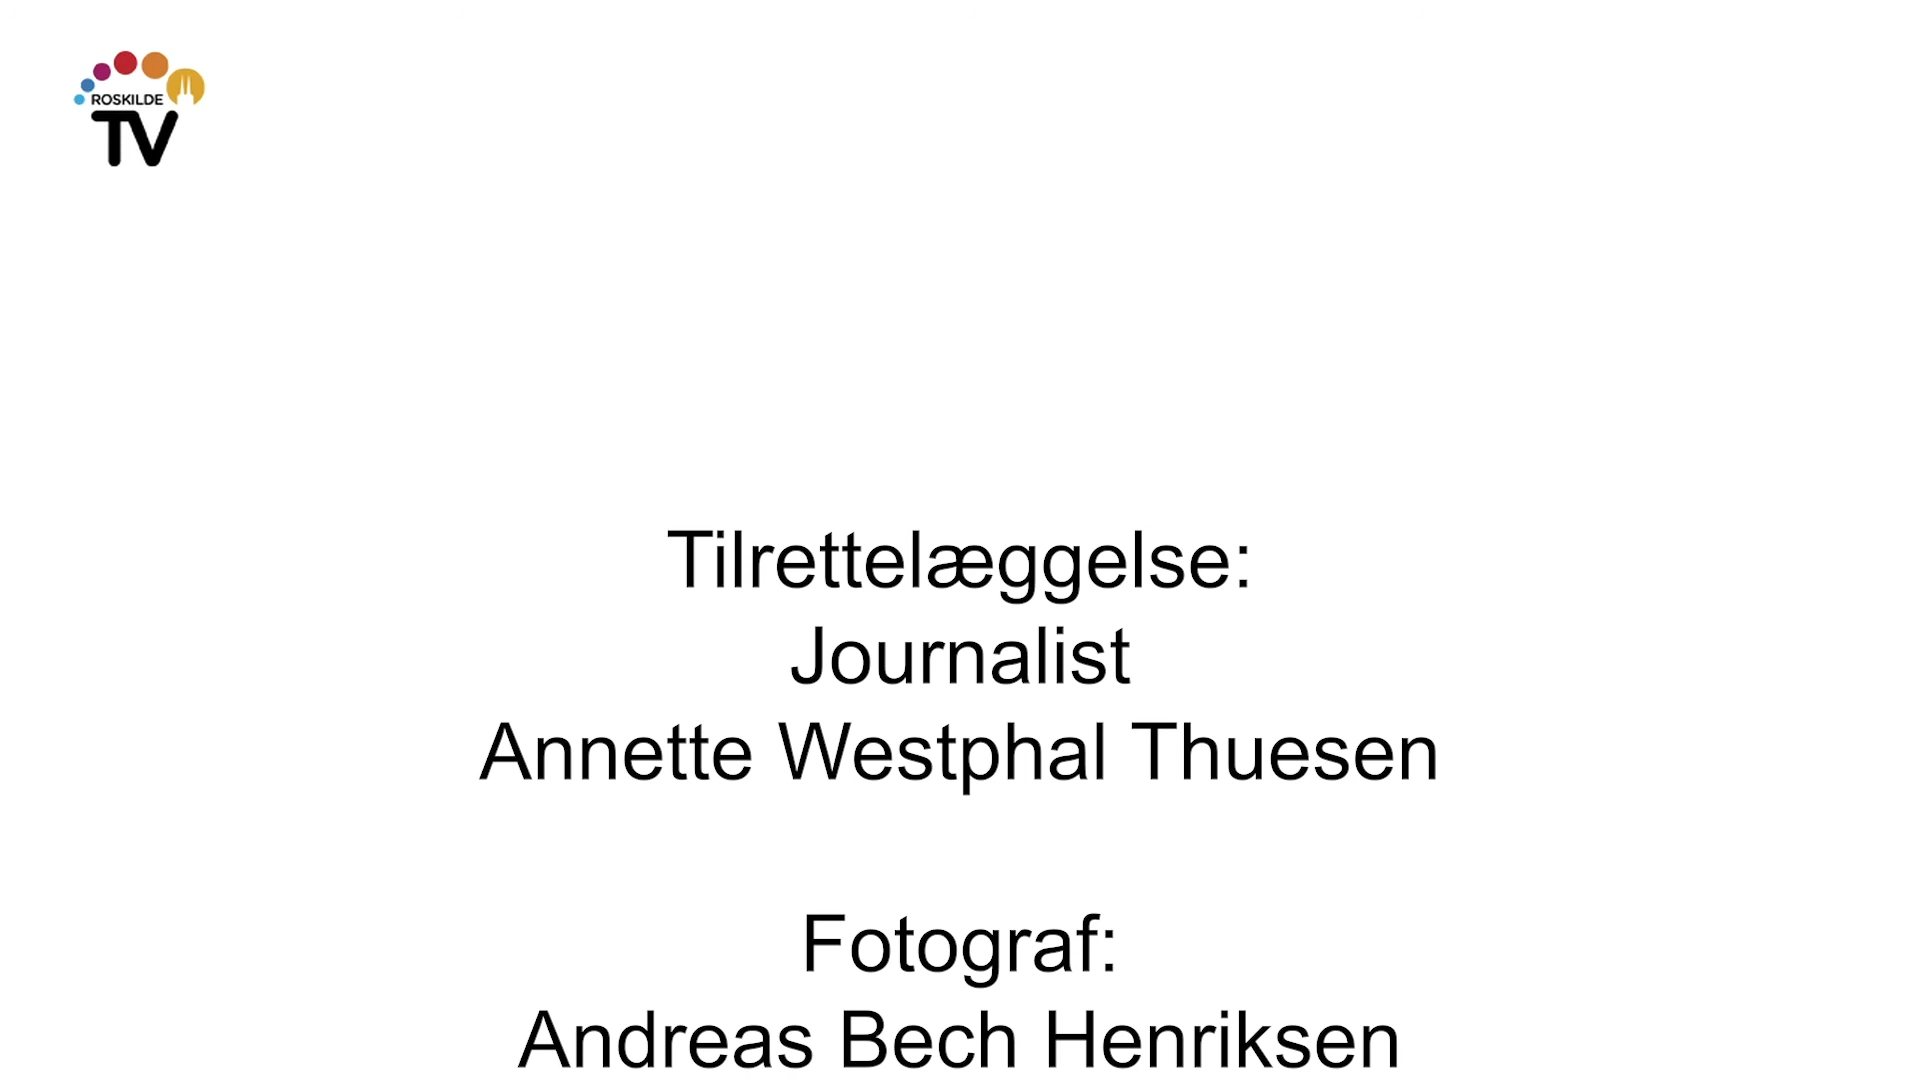 ROSKILDE
TV
Tilrettelæggelse:
Journalist
Annette Westphal Thuesen
Fotograf:
Andreas Bech Henriksen